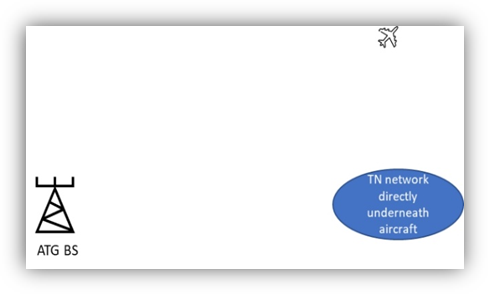 TN network
directly
underneath
aircraft
ATG BS